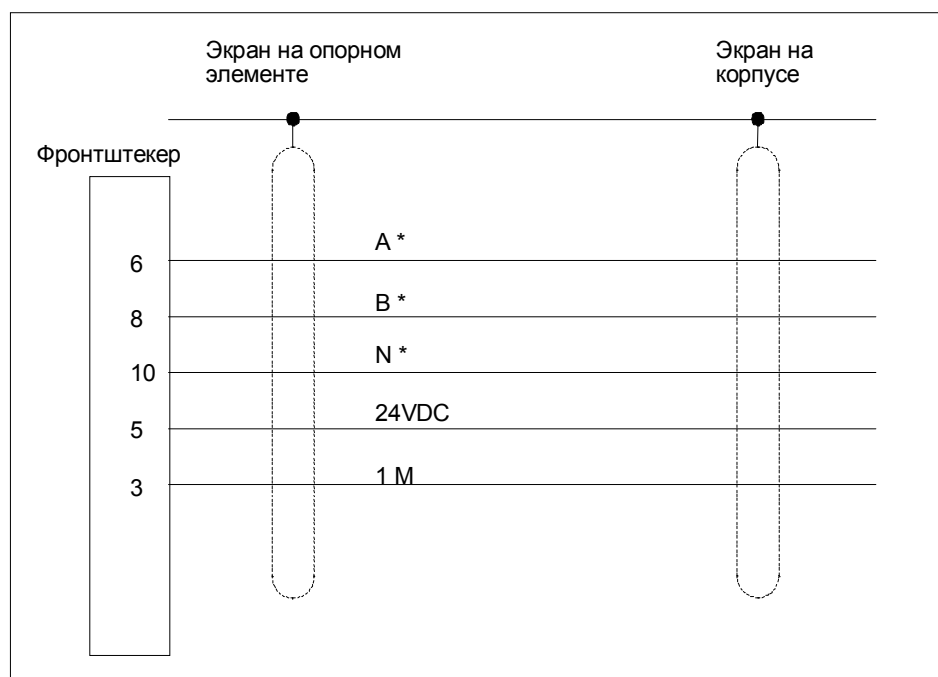 Экран на опорном
элементе
Экран на
корпусе
Фронтштекер
A *
6
B *
8
N *
10
24VDC
5
1 M
3